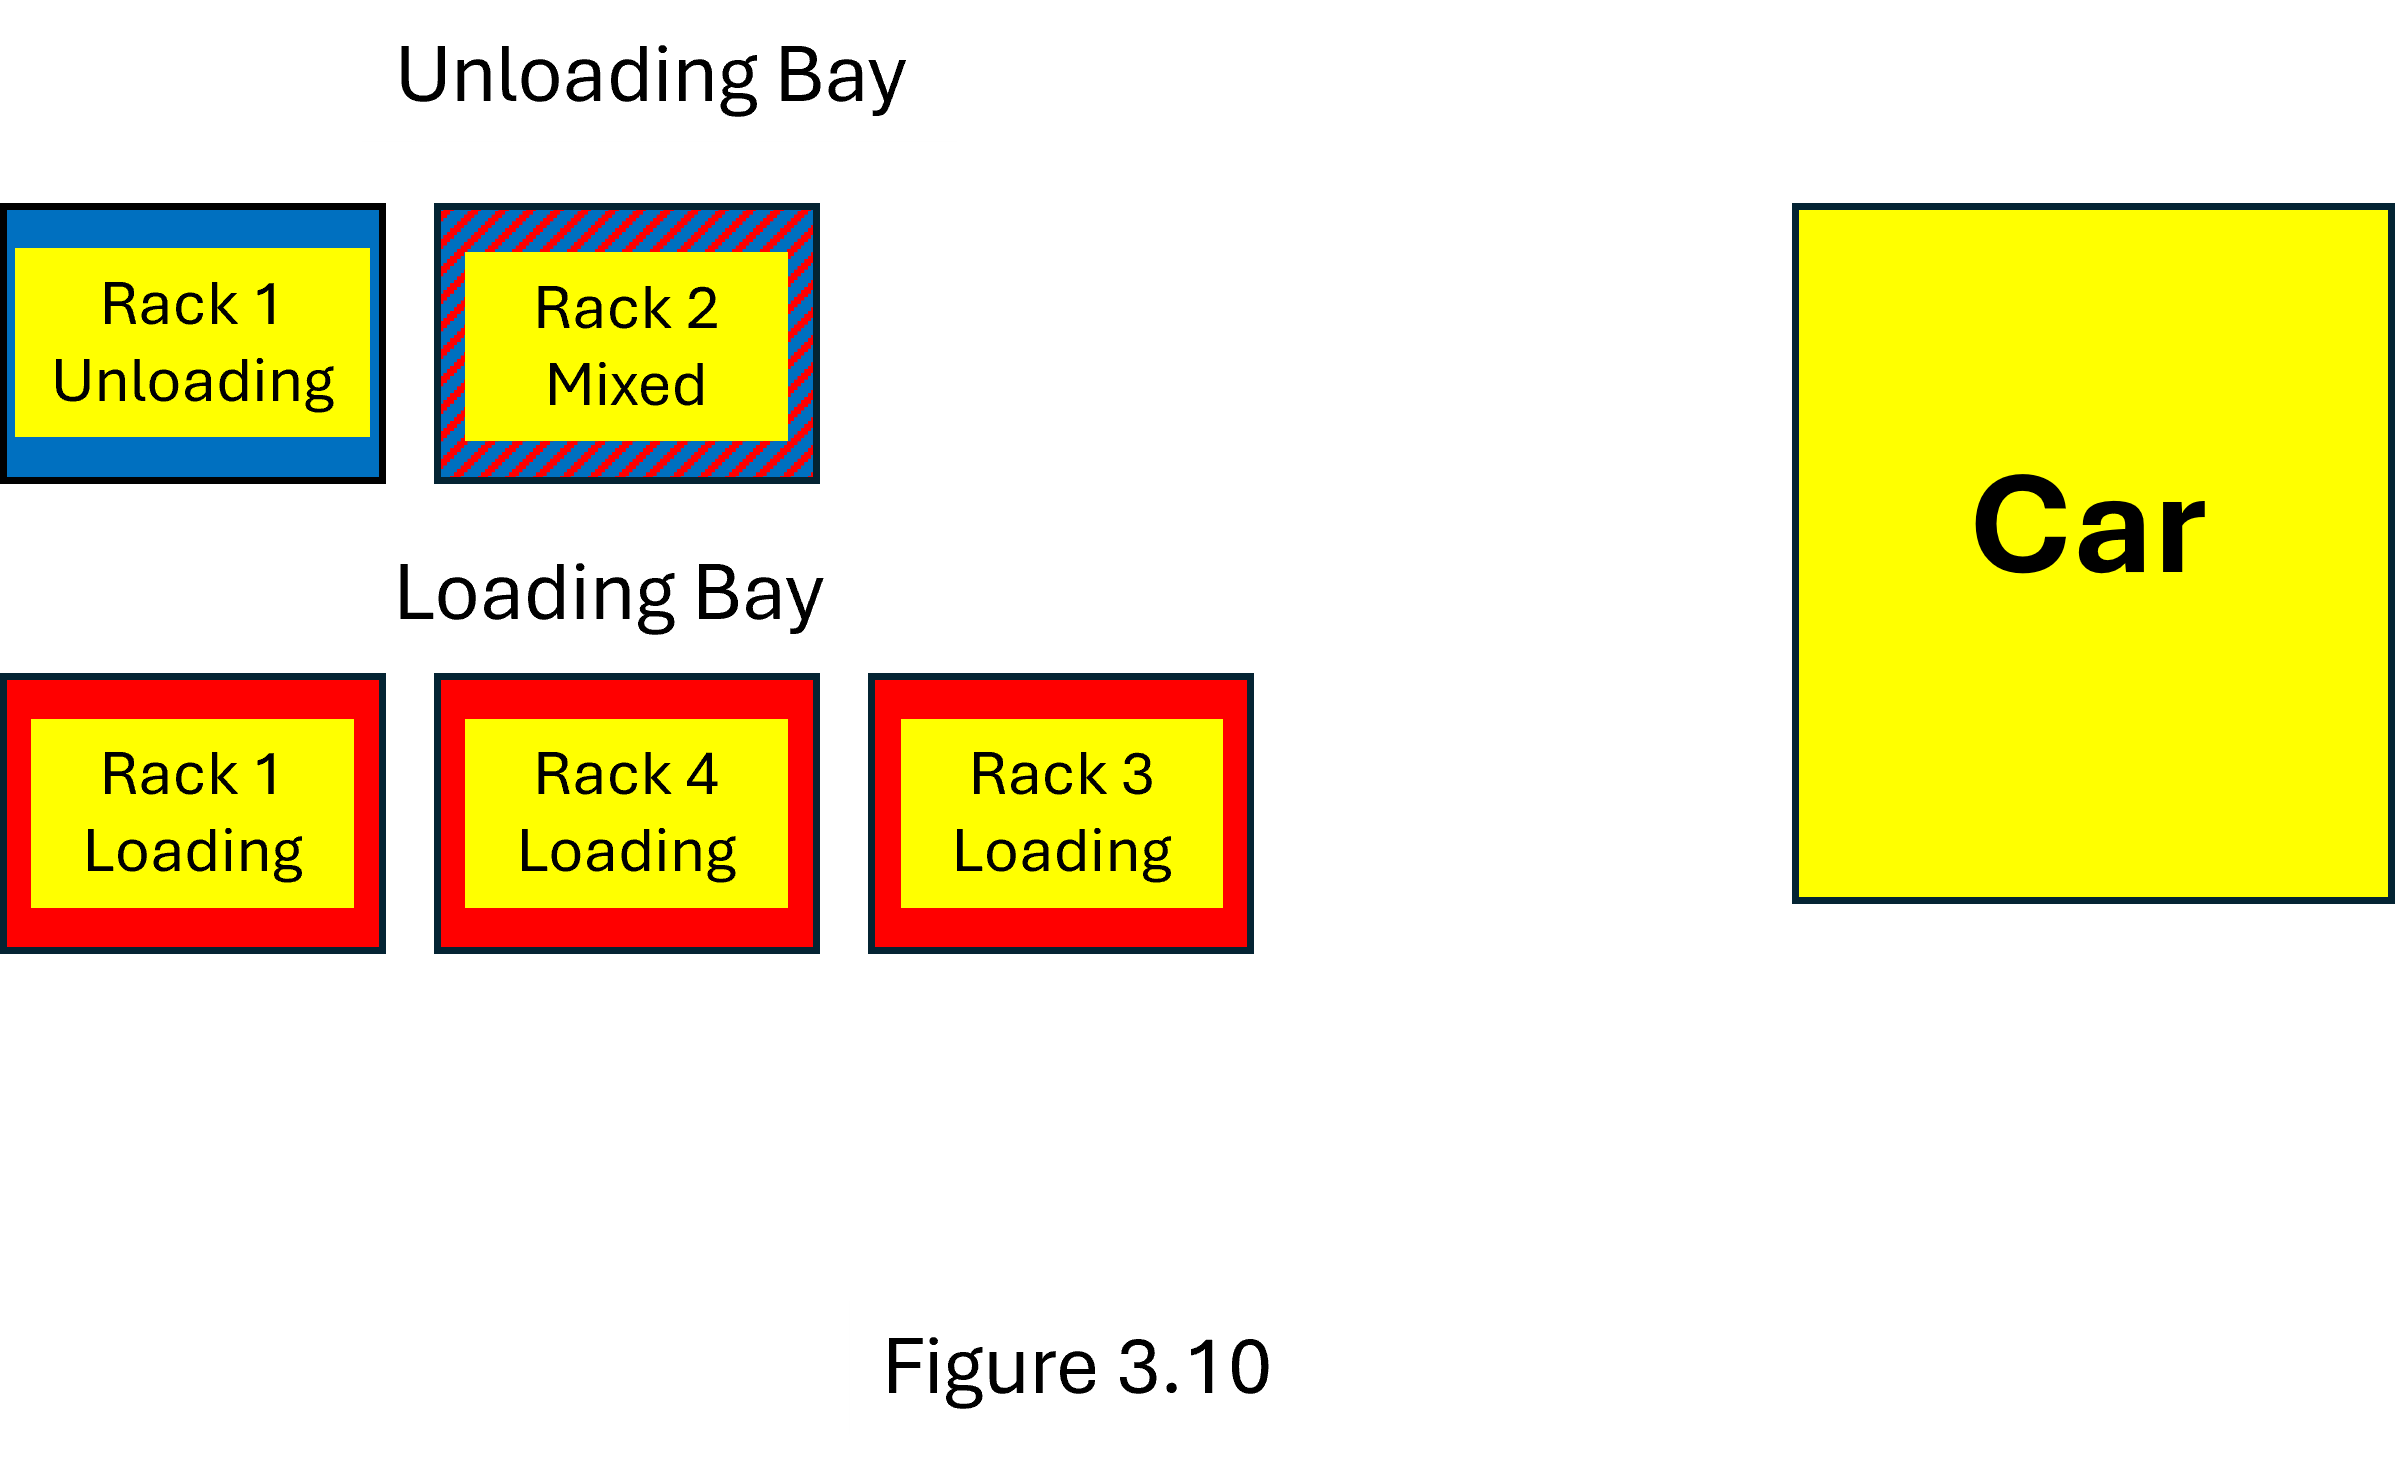 Unloading Bay
Rack 1
Unloading
Rack 2
Mixed
Car
Loading Bay
Rack 1
Loading
Rack 4
Loading
Rack 3
Loading
Figure 3.10